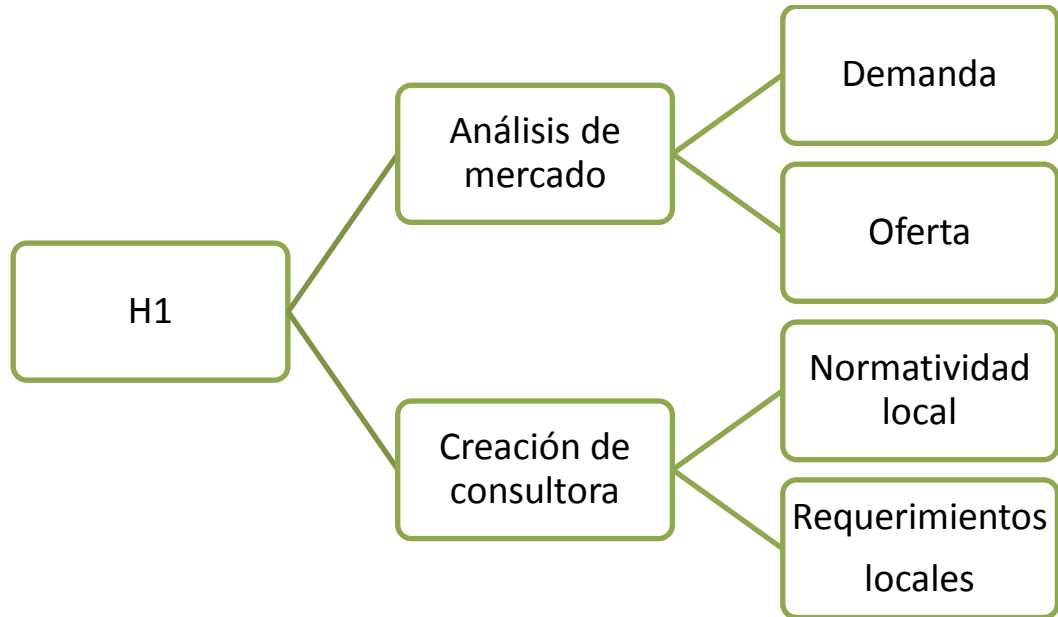 H1
Análisis de
mercado
Demanda
Oferta
Creación de
consultora
Normatividad
local
Requerimientos
locales